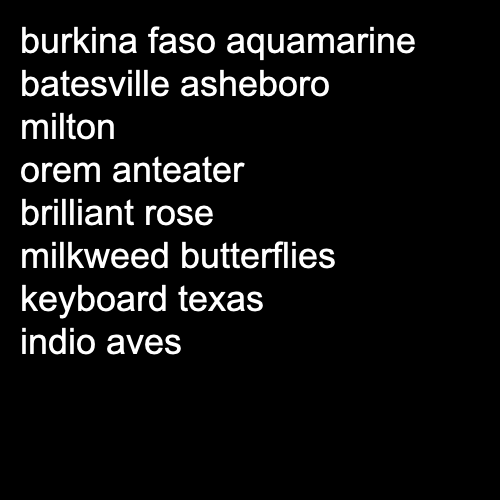 burkina faso aquamarine
batesville asheboro
milton
orem anteater
brilliant rose
milkweed butterflies
keyboard texas
indio aves